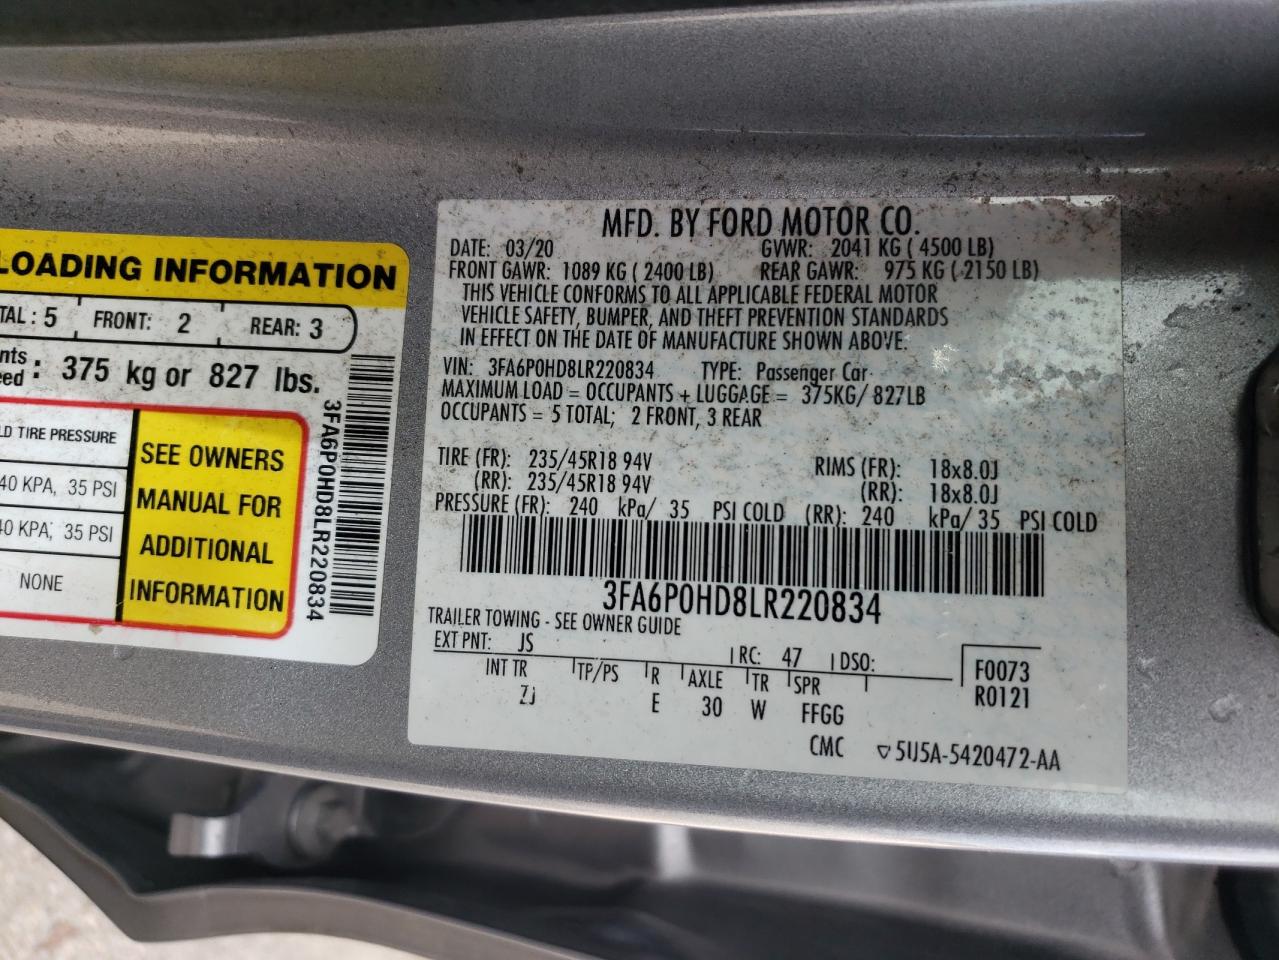 LOADING INFORMATION
TAL : 5 FRONT: 2 REAR: 3
nts
eed : 375 kg or 827 lbs.
LD TIRE PRESSURE
40 KPA, 35 PSI
40 KPA, 35 PSI
NONE
SEE OWNERS
MANUAL FOR
ADDITIONAL
INFORMATION
3FA6P0HD8LR220834
MFD. BY FORD MOTOR CO.
DATE: 03/20 GVWR: 2041 KG ( 4500 LB)
FRONT GAWR: 1089 KG ( 2400 LB) REAR GAWR: 975 KG ( 2150 LB)
THIS VEHICLE CONFORMS TO ALL APPLICABLE FEDERAL MOTOR
VEHICLE SAFETY, BUMPER, AND THEFT PREVENTION STANDARDS
IN EFFECT ON THE DATE OF MANUFACTURE SHOWN ABOVE:
VIN: 3FA6P0HD8LR220834 TYPE: Passenger Car
MAXIMUM LOAD = OCCUPANTS + LUGGAGE = 375KG/ 827LB
OCCUPANTS = 5 TOTAL; 2 FRONT, 3 REAR
TIRE (FR): 235/45R18 94V RIMS (FR): 18x8.0J
(RR): 235/45R18 94V (RR): 18x8.0J
PRESSURE (FR): 240 kPa/ 35 PSI COLD (RR): 240 kPa/ 35 PSI COLD
3FA6P0HD8LR220834
TRAILER TOWING - SEE OWNER GUIDE
EXT PNT: JS RC: 47 DSO: F0073
INT TR TP/PS R AXLE TR SPR R0121
ZJ E 30 W FFGG
CMC ▽5U5A-5420472-AA